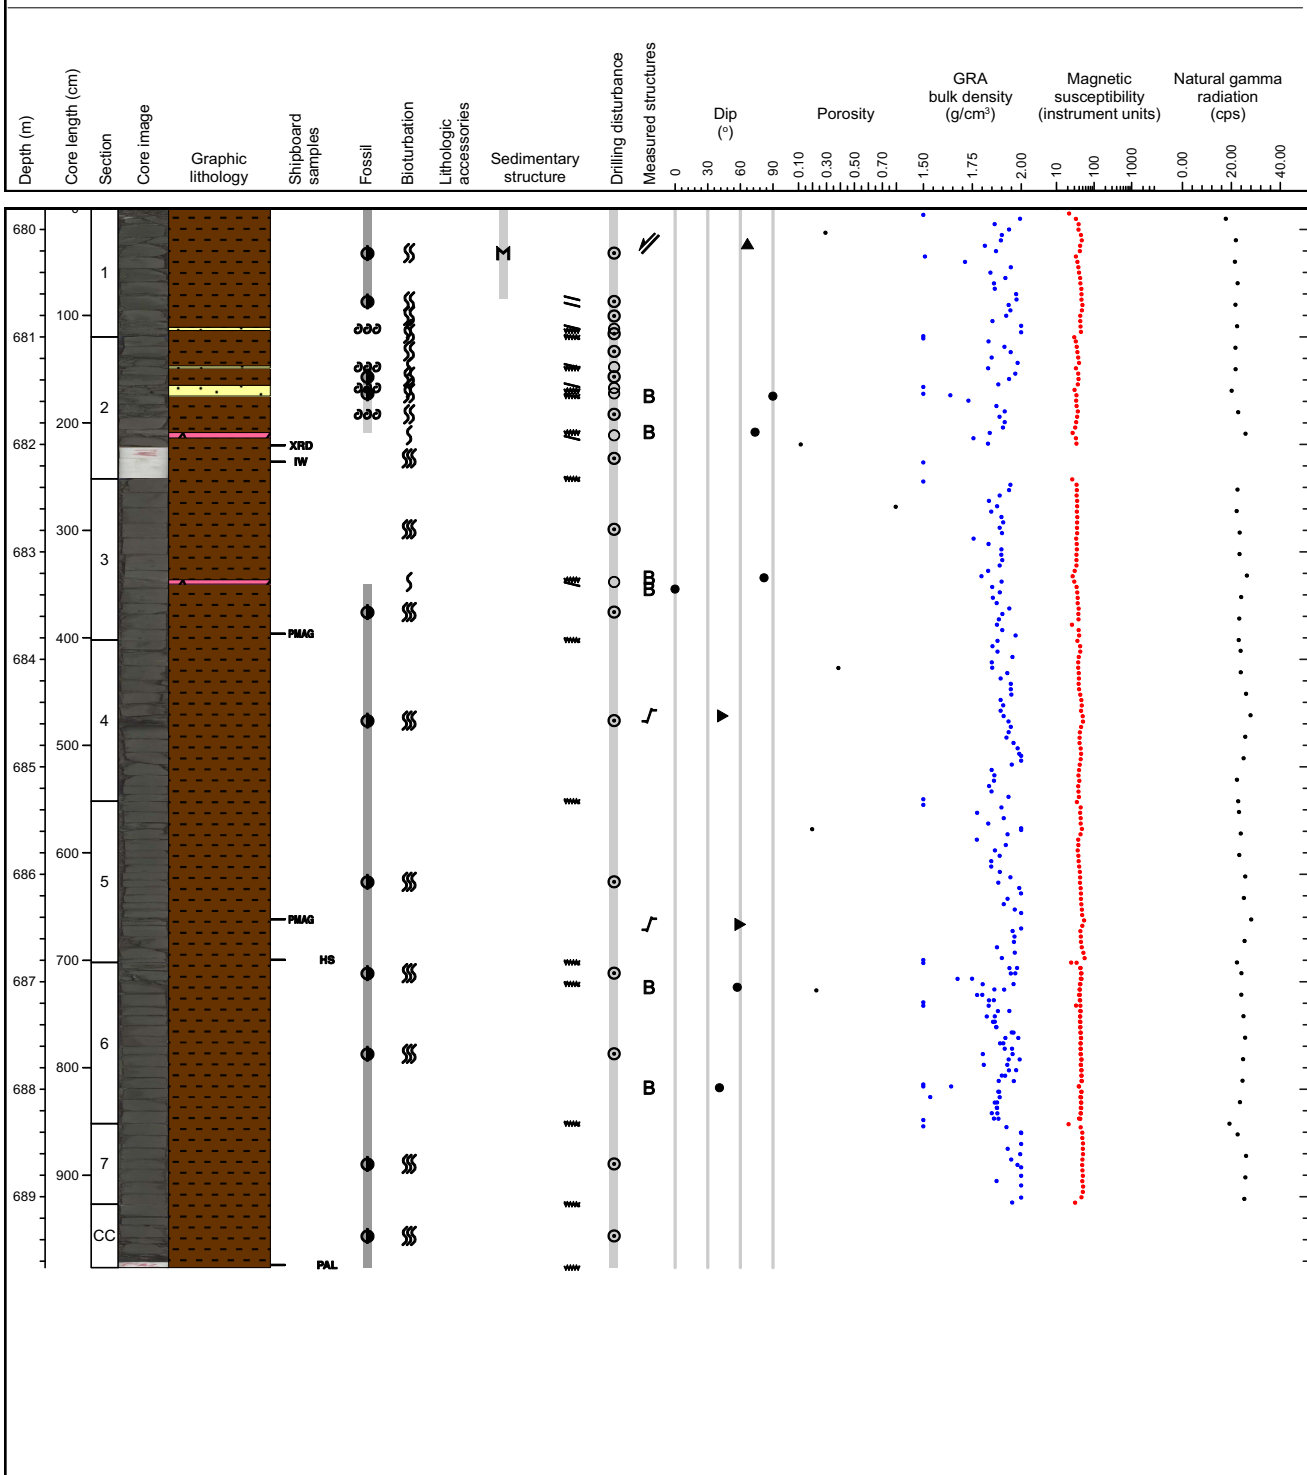 Depth (m)
Core length (cm)
Section
Core image
Graphic
lithology
Shipboard
samples
Fossil
Bioturbation
Lithologic
accessories
Sedimentary
structure
Drilling disturbance
Measured structures
Dip
(o)
Porosity
GRA
bulk density
(g/cm3)
Magnetic
susceptibility
(instrument units)
Natural gamma
radiation
(cps)
0 30 60 90
0.10 0.30 0.50 0.70
1.50 1.75 2.00
10 100 1000
0.00 20.00 40.00
680
1
100
681
B
2
200
B
682
XRD
IW
300
683
3
B
B
PMAG
400
684
4
500
685
5
600
686
PMAG
HS
700
687
B
6
800
688
B
7
900
689
CC
PAL